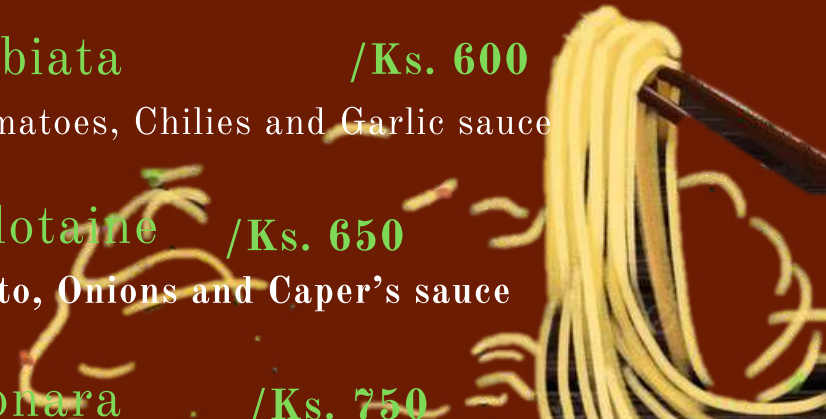 biata /Ks. 600
matoes, Chilies and Garlic sauce
lotaine /Ks. 650
to, Onions and Caper's sauce
onara /Ks. 750